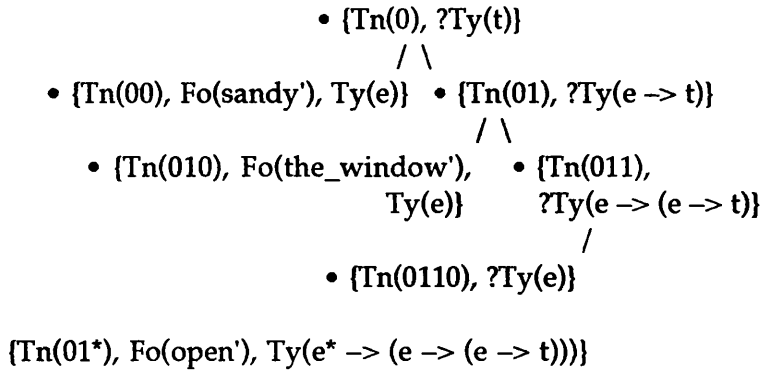 • {Tn(0), ?Ty(t)}
/ \
• {Tn(00), Fo(sandy'), Ty(e)} • {Tn(01), ?Ty(e –> t)}
/ \
• {Tn(010), Fo(the_window'), • {Tn(011),
Ty(e)} ?Ty(e –> (e –> t)}
/
• {Tn(0110), ?Ty(e)}
{Tn(01*), Fo(open'), Ty(e* –> (e –> (e –> t)))}